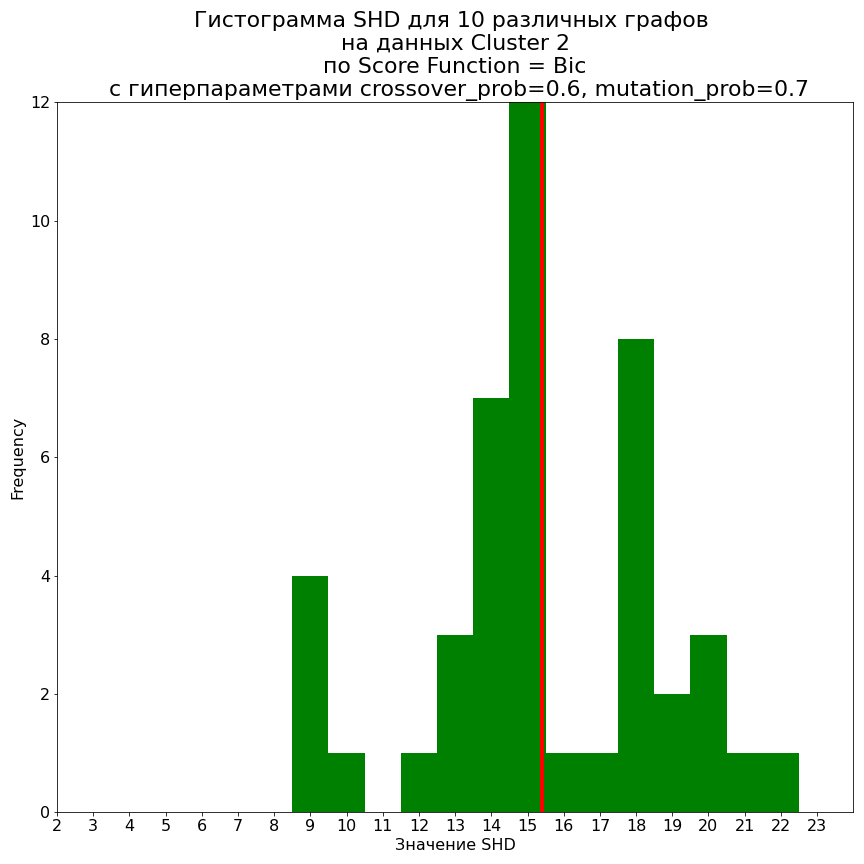 Гистограмма SHD для 10 различных графов
на данных Cluster 2
по Score Function = Bic
с гиперпараметрами crossover_prob=0.6, mutation_prob=0.7
12
10
8
6
4
2
0
Frequency
2 3 4 5 6 7 8 9 10 11 12 13 14 15 16 17 18 19 20 21 22 23
Значение SHD